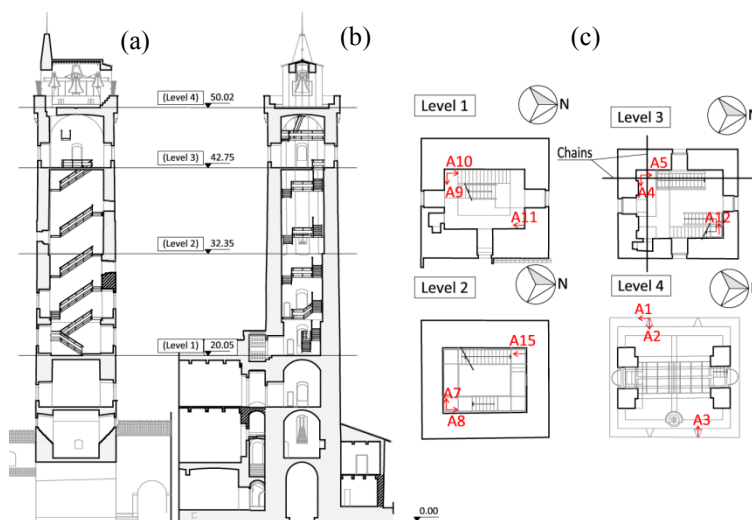 (a)
(b)
(c)
(Level 4) 50.02
(Level 3) 42.75
(Level 2) 32.35
(Level 1) 20.05
0.00
Level 1
N
A10
A9
A11
Level 3
N
Chains
A5
A4
A12
Level 2
N
A15
A7
A8
Level 4
N
A1
A2
A3